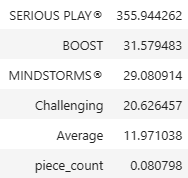 SERIOUS PLAY® 355.944262
BOOST 31.579483
MINDSTORMS® 29.080914
Challenging 20.626457
Average 11.971038
piece_count 0.080798